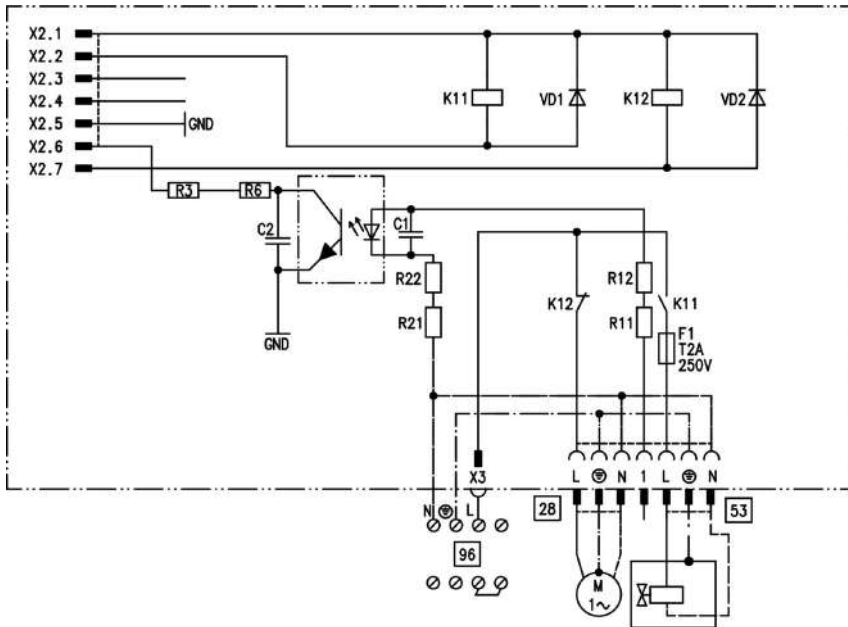 X2.1
X2.2
X2.3
X2.4
X2.5 GND
X2.6
X2.7
K11 VD1 K12 VD2
R3 R6
C2 C1
R22 R12
K12 K11
R21 R11
F1
T2A
250V
GND
X3 L N 1 L N
N L 28 53
96
M
1~